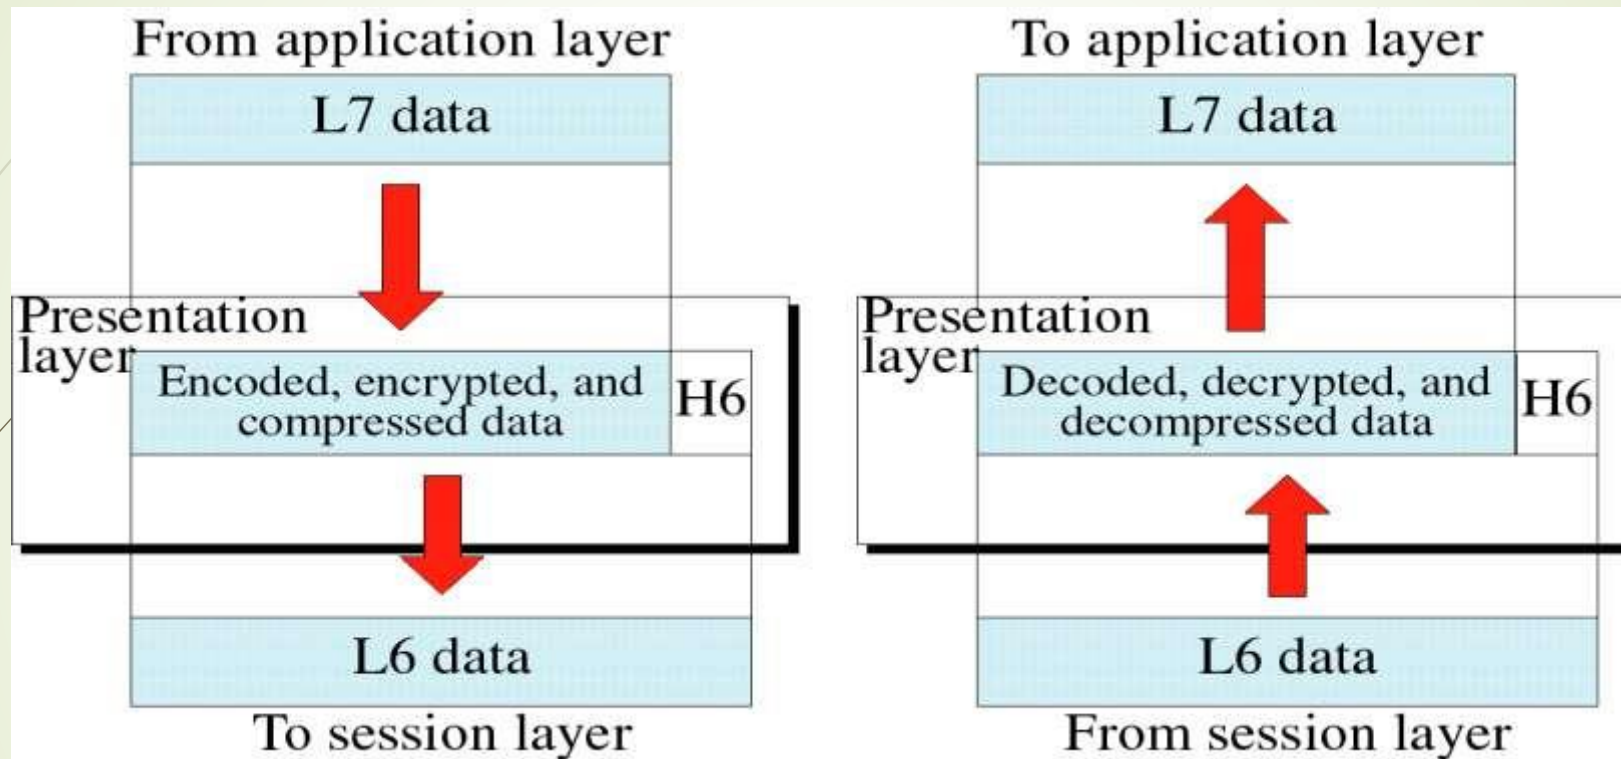 From application layer
L7 data
Presentation
layer
Encoded, encrypted, and
compressed data
H6
L6 data
To session layer
To application layer
L7 data
Presentation
layer
Decoded, decrypted, and
decompressed data
H6
L6 data
From session layer